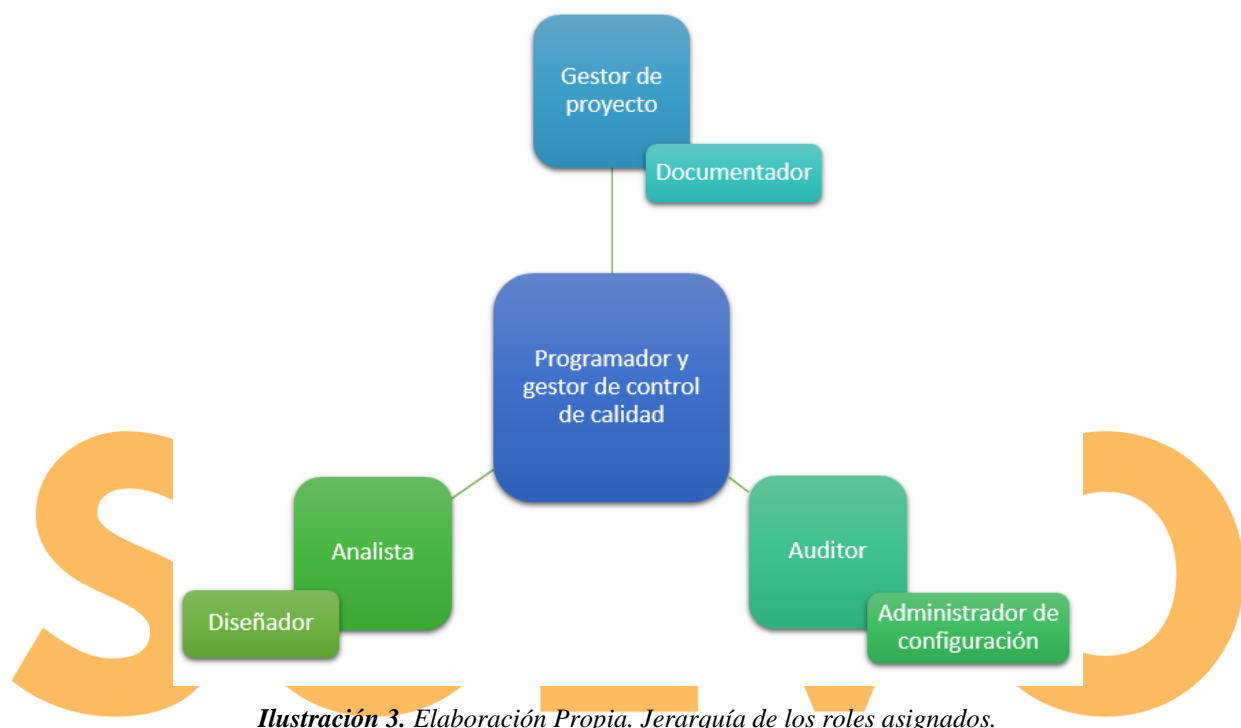 Gestor de
proyecto
Documentador
Programador y
gestor de control
de calidad
Analista
Diseñador
Auditor
Administrador de
configuración
Ilustración 3. Elaboración Propia. Jerarquía de los roles asignados.